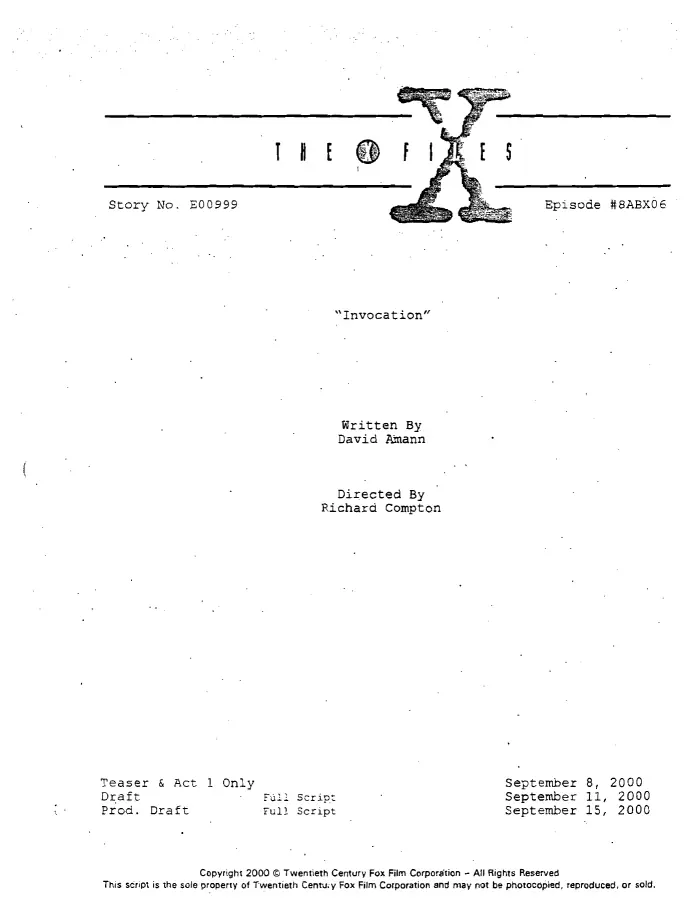 THE X FILES
Story No. E00999 Episode #8ABX06
"Invocation"
Written By
David Amann
Directed By
Richard Compton
Teaser & Act 1 Only September 8, 2000
Draft Full Script September 11, 2000
Prod. Draft Full Script September 15, 2000
Copyright 2000 © Twentieth Century Fox Film Corporation - All Rights Reserved
This script is the sole property of Twentieth Century Fox Film Corporation and may not be photocopied, reproduced, or sold.